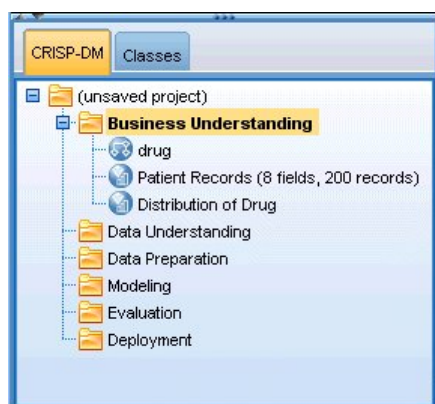 CRISP-DM Classes
(unsaved project)
Business Understanding
drug
Patient Records (8 fields, 200 records)
Distribution of Drug
Data Understanding
Data Preparation
Modeling
Evaluation
Deployment